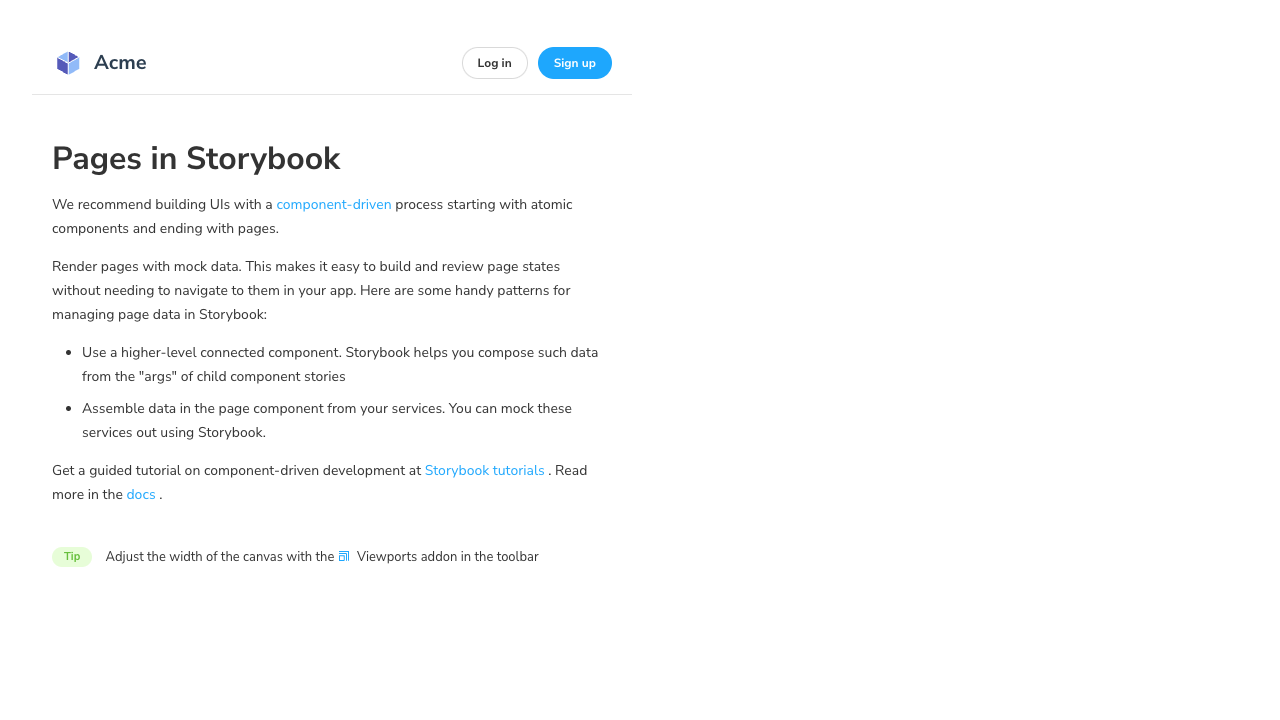 Acme
Log in
Sign up
Pages in Storybook
We recommend building UIs with a component-driven process starting with atomic
components and ending with pages.
Render pages with mock data. This makes it easy to build and review page states
without needing to navigate to them in your app. Here are some handy patterns for
managing page data in Storybook:
Use a higher-level connected component. Storybook helps you compose such data
from the "args" of child component stories
Assemble data in the page component from your services. You can mock these
services out using Storybook.
Get a guided tutorial on component-driven development at Storybook tutorials . Read
more in the docs .
Tip Adjust the width of the canvas with the Viewports addon in the toolbar